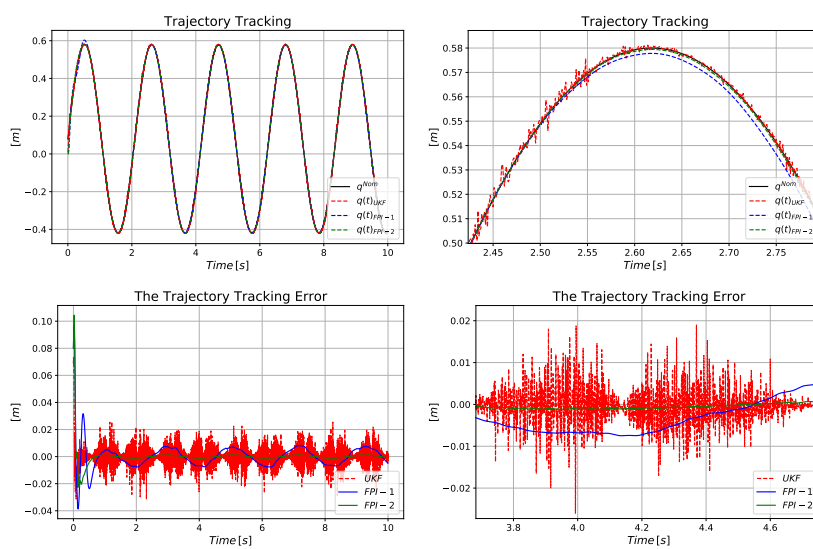 Trajectory Tracking
[m]
0.6
0.4
0.2
0.0
−0.2
−0.4
0 2 4 6 8 10
Time [s]
q^Nom
q(t)_UKF
q(t)_FPI−1
q(t)_FPI−2
Trajectory Tracking
[m]
0.58
0.57
0.56
0.55
0.54
0.53
0.52
0.51
0.50
2.45 2.50 2.55 2.60 2.65 2.70 2.75
Time [s]
q^Nom
q(t)_UKF
q(t)_FPI−1
q(t)_FPI−2
The Trajectory Tracking Error
[m]
0.10
0.08
0.06
0.04
0.02
0.00
−0.02
−0.04
0 2 4 6 8 10
Time [s]
UKF
FPI − 1
FPI − 2
The Trajectory Tracking Error
[m]
0.02
0.01
0.00
−0.01
−0.02
3.8 4.0 4.2 4.4 4.6
Time [s]
UKF
FPI − 1
FPI − 2